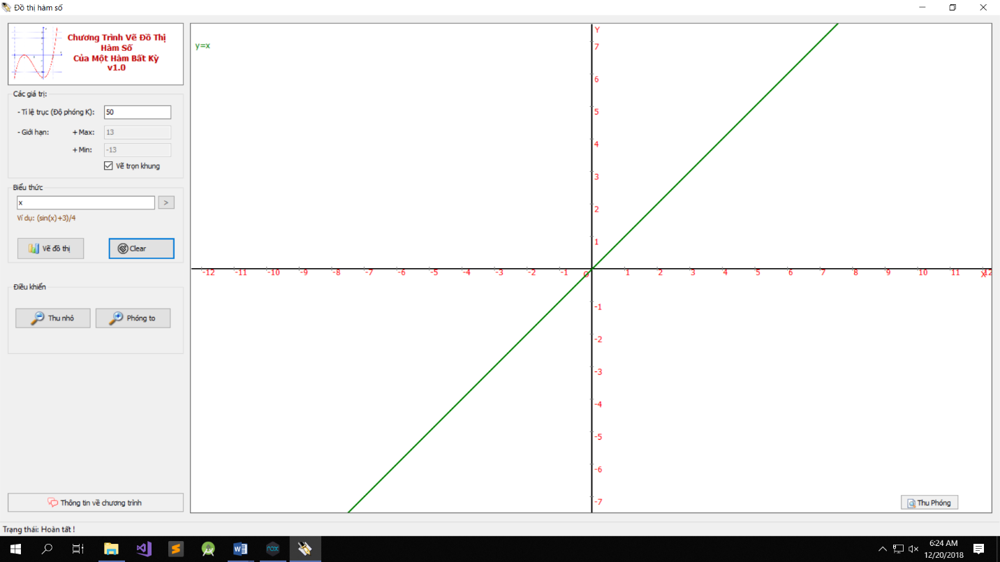 Đồ thị hàm số
Chương Trình Vẽ Đồ Thị
Hàm Số
Của Một Hàm Bất Kỳ
v1.0
Các giá trị:
- Tỉ lệ trục (Độ phóng K): 50
- Giới hạn: + Max: 13
+ Min: -13
Vẽ trọn khung
Biểu thức
x >
Ví dụ: (sin(x)+3)/4
Vẽ đồ thị Clear
Điều khiển
Thu nhỏ Phóng to
Thông tin về chương trình
Trạng thái: Hoàn tất !
y=x
Y
7
6
5
4
3
2
1
-12 -11 -10 -9 -8 -7 -6 -5 -4 -3 -2 -1 O 1 2 3 4 5 6 7 8 9 10 11 X 12
-1
-2
-3
-4
-5
-6
-7
Thu Phóng
nox
6:24 AM
12/20/2018